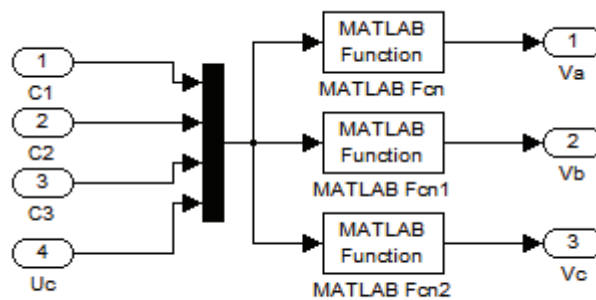 1
C1
2
C2
3
C3
4
Uc
MATLAB
Function
MATLAB Fcn
MATLAB
Function
MATLAB Fcn1
MATLAB
Function
MATLAB Fcn2
1
Va
2
Vb
3
Vc